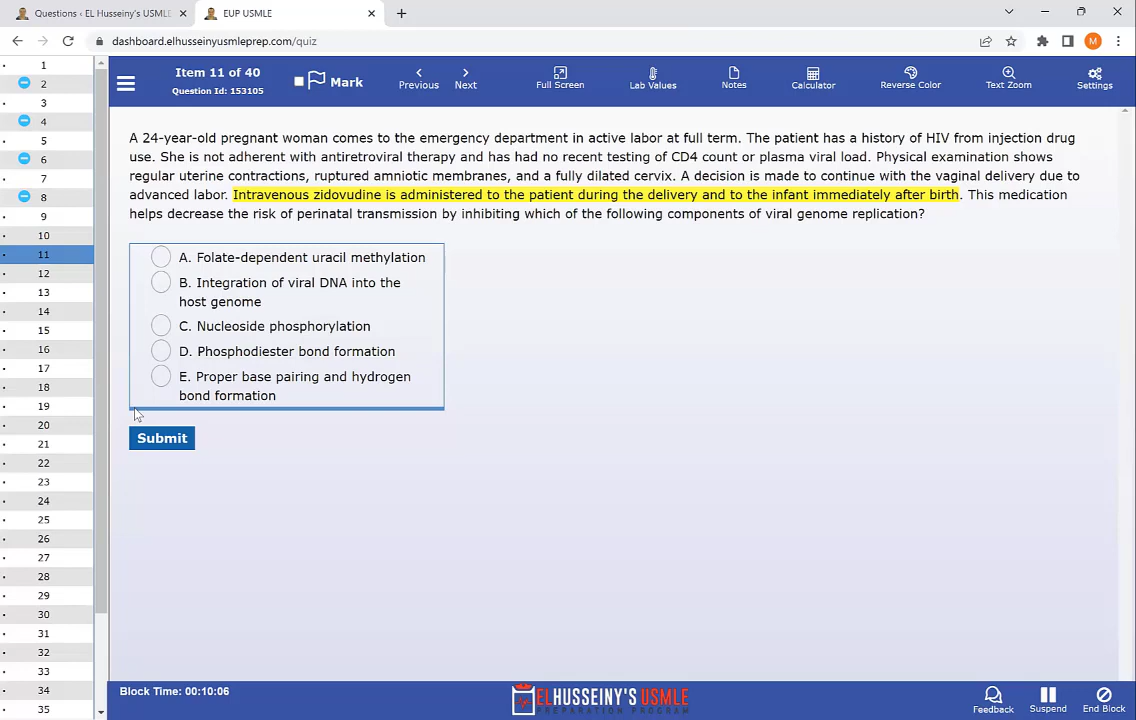 Questions ‹ EL Husseiny's USMLE
EUP USMLE
dashboard.elhusseinyusmleprep.com/quiz
M
Item 11 of 40
Question Id: 153105
Mark
Previous
Next
Full Screen
Lab Values
Notes
Calculator
Reverse Color
Text Zoom
Settings
1
2
3
4
5
6
7
8
9
10
11
12
13
14
15
16
17
18
19
20
21
22
23
24
25
26
27
28
29
30
31
32
33
34
35
A 24-year-old pregnant woman comes to the emergency department in active labor at full term. The patient has a history of HIV from injection drug
use. She is not adherent with antiretroviral therapy and has had no recent testing of CD4 count or plasma viral load. Physical examination shows
regular uterine contractions, ruptured amniotic membranes, and a fully dilated cervix. A decision is made to continue with the vaginal delivery due to
advanced labor. Intravenous zidovudine is administered to the patient during the delivery and to the infant immediately after birth. This medication
helps decrease the risk of perinatal transmission by inhibiting which of the following components of viral genome replication?
A. Folate-dependent uracil methylation
B. Integration of viral DNA into the
host genome
C. Nucleoside phosphorylation
D. Phosphodiester bond formation
E. Proper base pairing and hydrogen
bond formation
Submit
Block Time: 00:10:06
ELHUSSEINY'S USMLE
PREPARATION PROGRAM
Feedback
Suspend
End Block